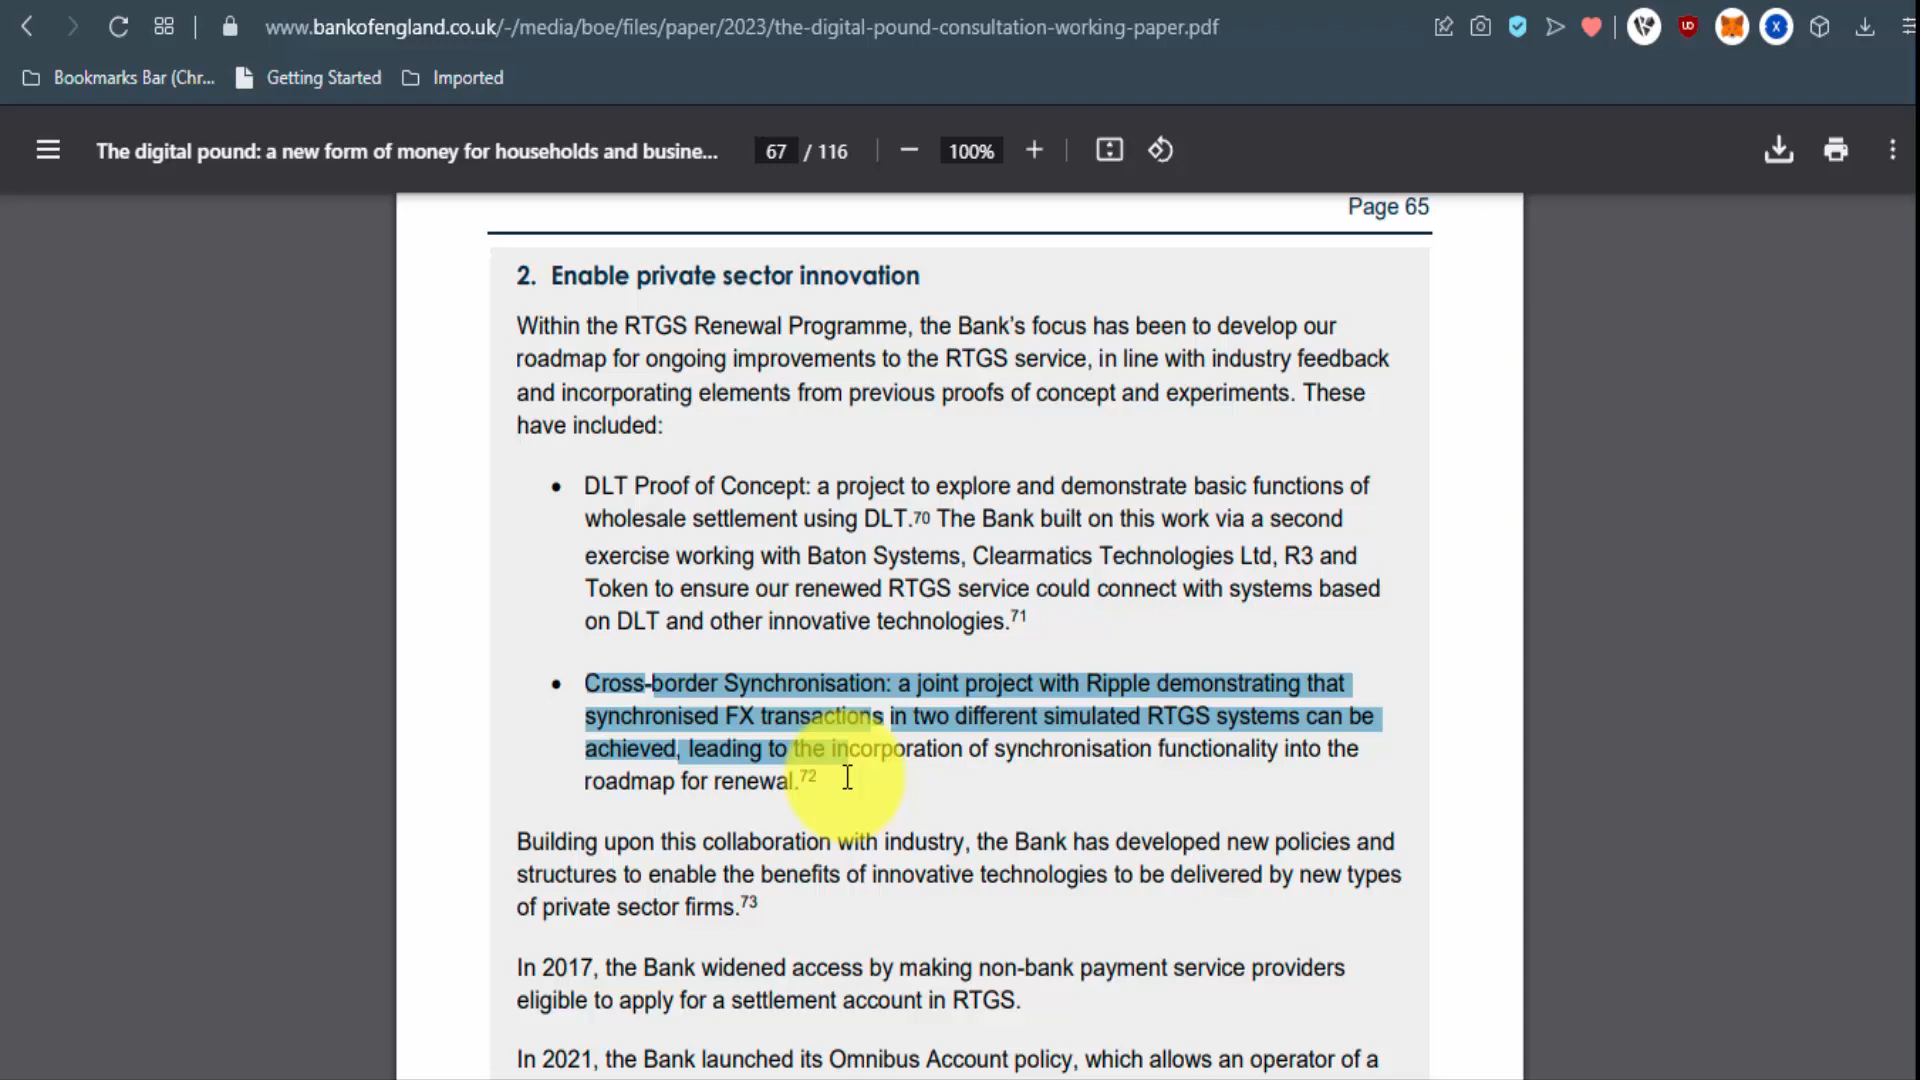 www.bankofengland.co.uk/-/media/boe/files/paper/2023/the-digital-pound-consultation-working-paper.pdf
Bookmarks Bar (Chr... Getting Started Imported
The digital pound: a new form of money for households and busine... 67 / 116 100%
Page 65
2. Enable private sector innovation
Within the RTGS Renewal Programme, the Bank's focus has been to develop our
roadmap for ongoing improvements to the RTGS service, in line with industry feedback
and incorporating elements from previous proofs of concept and experiments. These
have included:
• DLT Proof of Concept: a project to explore and demonstrate basic functions of
wholesale settlement using DLT.70 The Bank built on this work via a second
exercise working with Baton Systems, Clearmatics Technologies Ltd, R3 and
Token to ensure our renewed RTGS service could connect with systems based
on DLT and other innovative technologies.71
• Cross-border Synchronisation: a joint project with Ripple demonstrating that
synchronised FX transactions in two different simulated RTGS systems can be
achieved, leading to the incorporation of synchronisation functionality into the
roadmap for renewal.72
Building upon this collaboration with industry, the Bank has developed new policies and
structures to enable the benefits of innovative technologies to be delivered by new types
of private sector firms.73
In 2017, the Bank widened access by making non-bank payment service providers
eligible to apply for a settlement account in RTGS.
In 2021, the Bank launched its Omnibus Account policy, which allows an operator of a